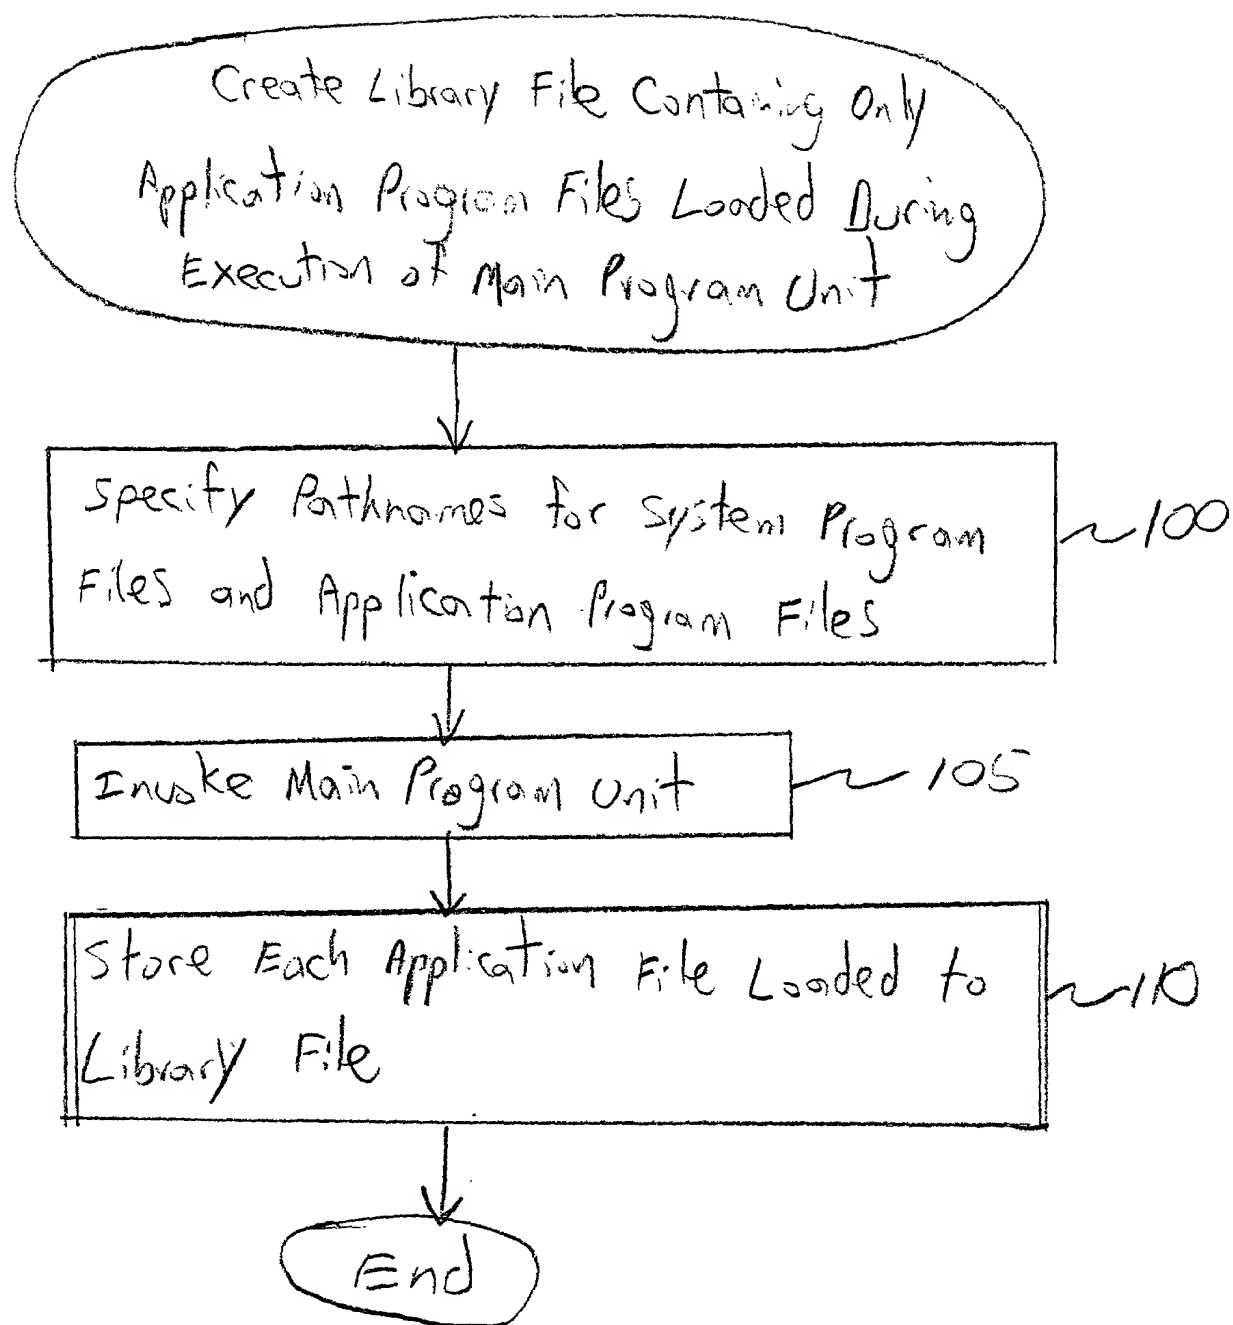 Create Library File Containing Only
Application Program Files Loaded During
Execution of Main Program Unit
Specify Pathnames for System Program
Files and Application Program Files
100
Invoke Main Program Unit
105
Store Each Application File Loaded to
Library File
110
End